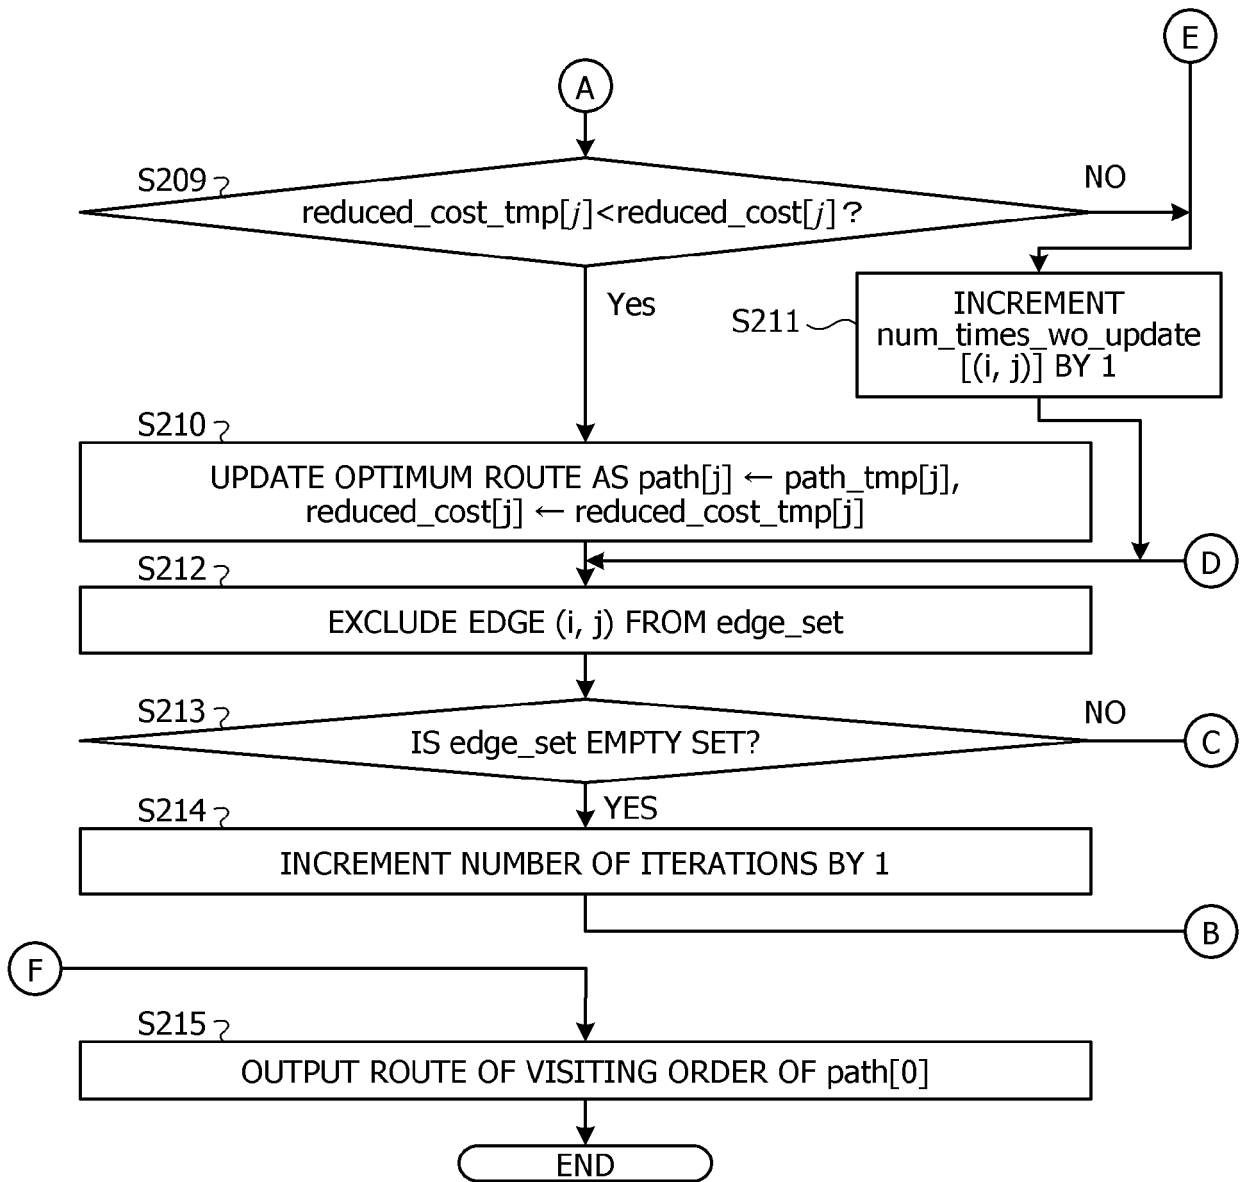 E
A
S209
NO
reduced_cost_tmp[j]<reduced_cost[j] ?
Yes
S211
INCREMENT
num_times_wo_update
[(i, j)] BY 1
S210
UPDATE OPTIMUM ROUTE AS path[j] ← path_tmp[j],
reduced_cost[j] ← reduced_cost_tmp[j]
D
S212
EXCLUDE EDGE (i, j) FROM edge_set
S213
NO
IS edge_set EMPTY SET?
C
YES
S214
INCREMENT NUMBER OF ITERATIONS BY 1
B
F
S215
OUTPUT ROUTE OF VISITING ORDER OF path[0]
END